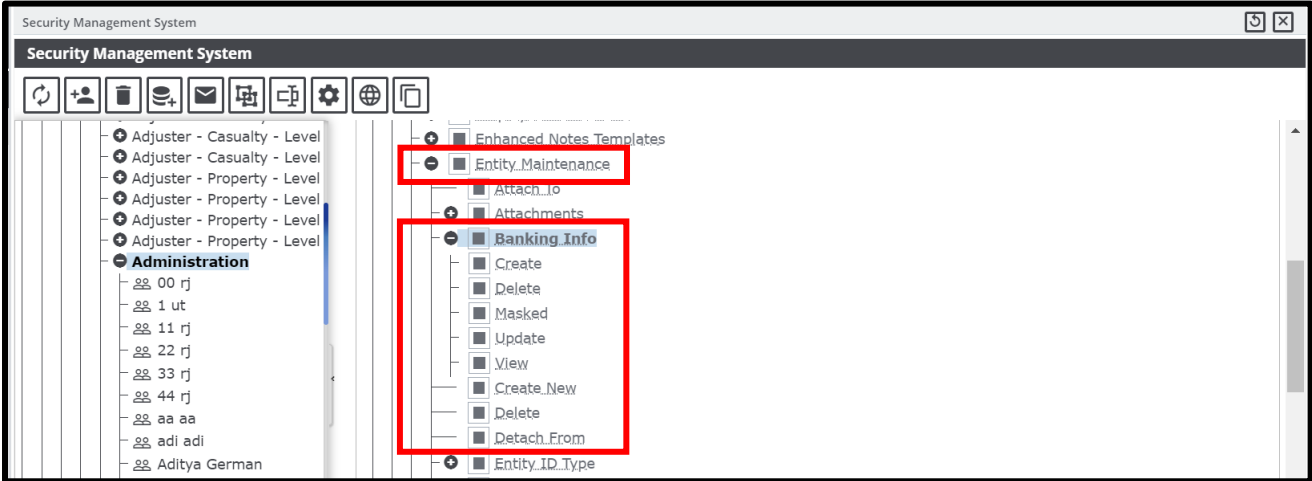 Security Management System
Security Management System
Adjuster - Casualty - Level
Adjuster - Casualty - Level
Adjuster - Property - Level
Adjuster - Property - Level
Adjuster - Property - Level
Adjuster - Property - Level
Administration
00 rj
1 ut
11 rj
22 rj
33 rj
44 rj
aa aa
adi adi
Aditya German
Enhanced Notes Templates
Entity Maintenance
Attach To
Attachments
Banking Info
Create
Delete
Masked
Update
View
Create New
Delete
Detach From
Entity ID Type